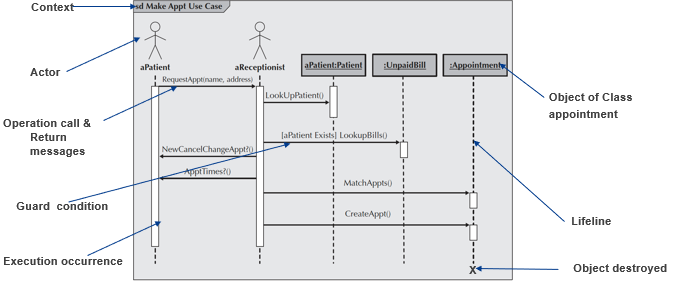 Context
sd Make Appt Use Case
Actor
aPatient
aReceptionist
aPatient:Patient
:UnpaidBill
:Appointment
RequestAppt(name, address)
LookUpPatient()
Object of Class
appointment
Operation call &
Return
messages
[aPatient Exists] LookupBills()
NewCancelChangeAppt?()
ApptTimes?()
MatchAppts()
Guard condition
CreateAppt()
Lifeline
Execution occurrence
X
Object destroyed